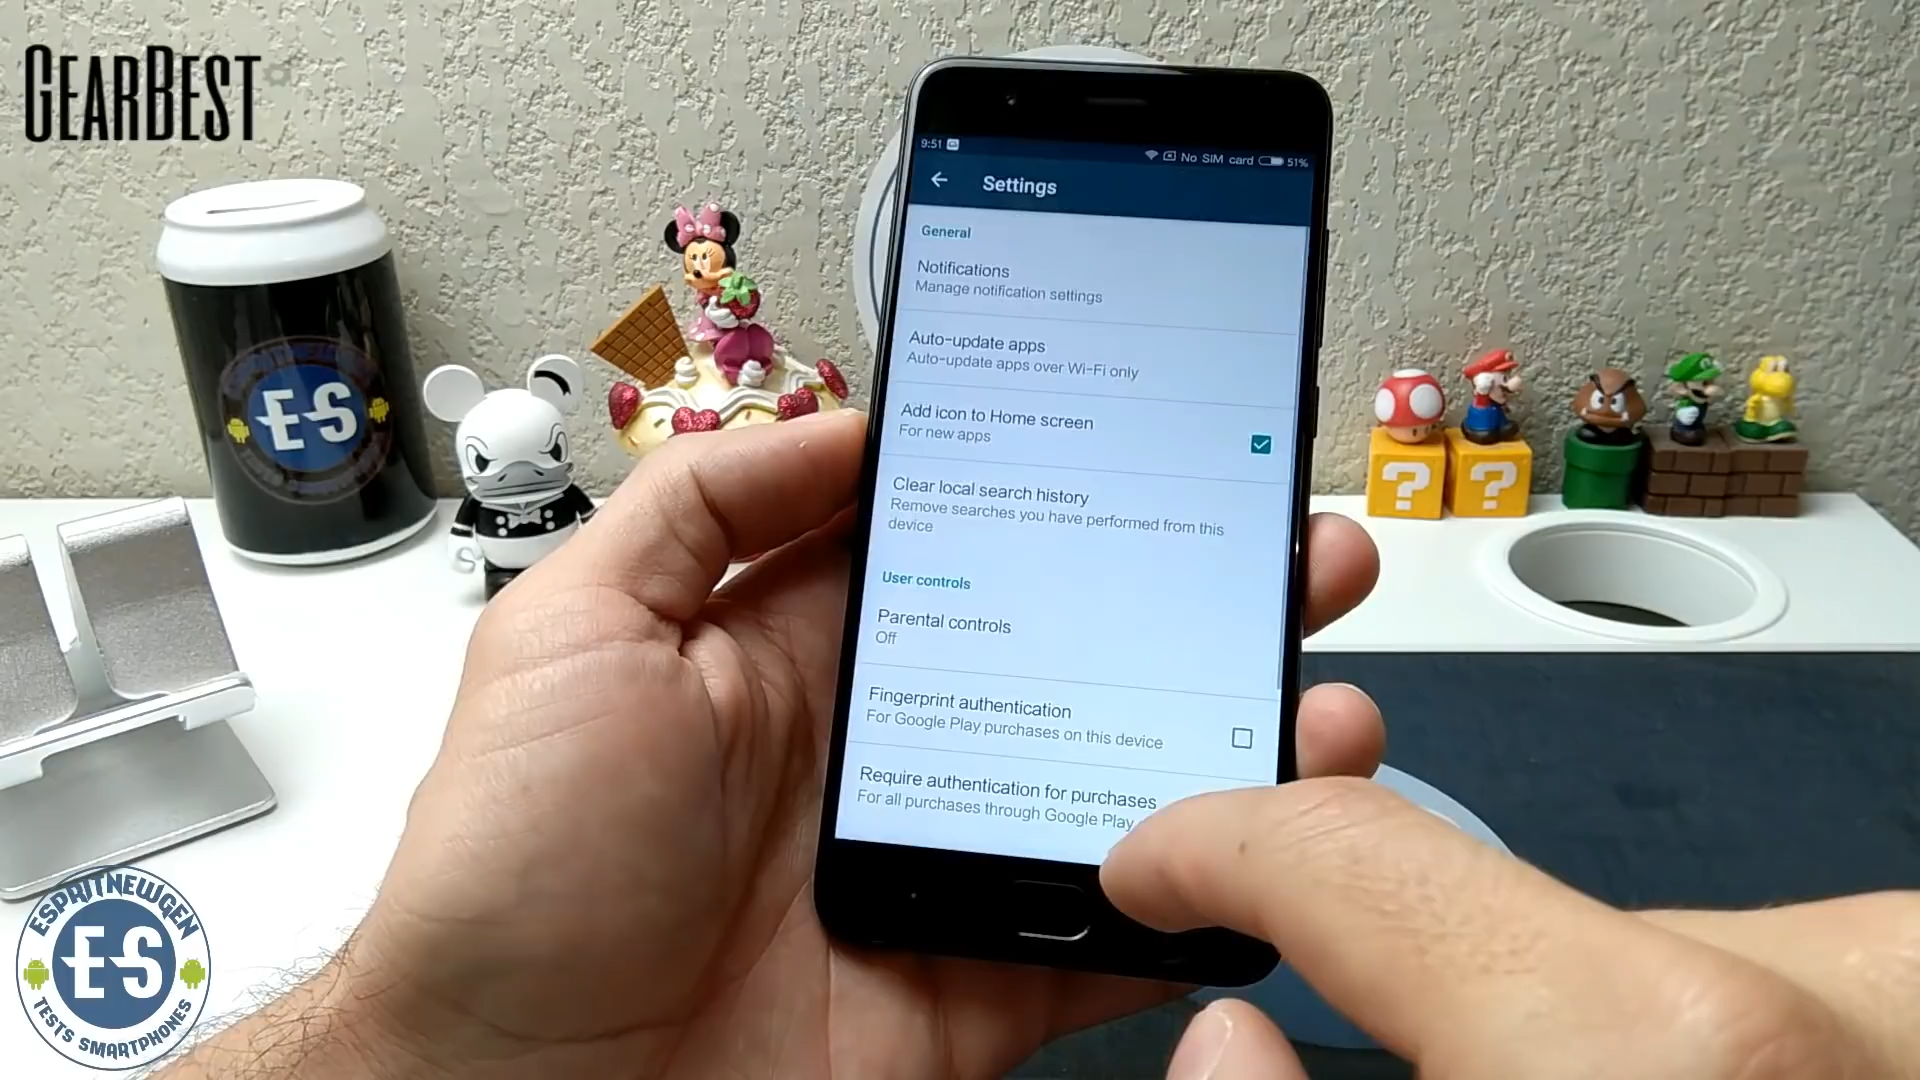 GEARBEST
9:51
No SIM card 51%
Settings
General
Notifications
Manage notification settings
Auto-update apps
Auto-update apps over Wi-Fi only
Add icon to Home screen
For new apps
Clear local search history
Remove searches you have performed from this
device
User controls
Parental controls
Off
Fingerprint authentication
For Google Play purchases on this device
Require authentication for purchases
For all purchases through Google Play
ESPRITNEWGEN
ES
? ?
ESPRITNEWGEN
ES
TESTS SMARTPHONES